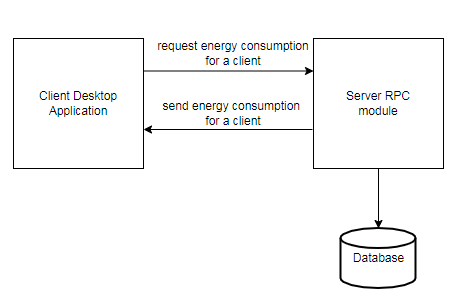 request energy consumption
for a client
Client Desktop
Application
Server RPC
module
send energy consumption
for a client
Database